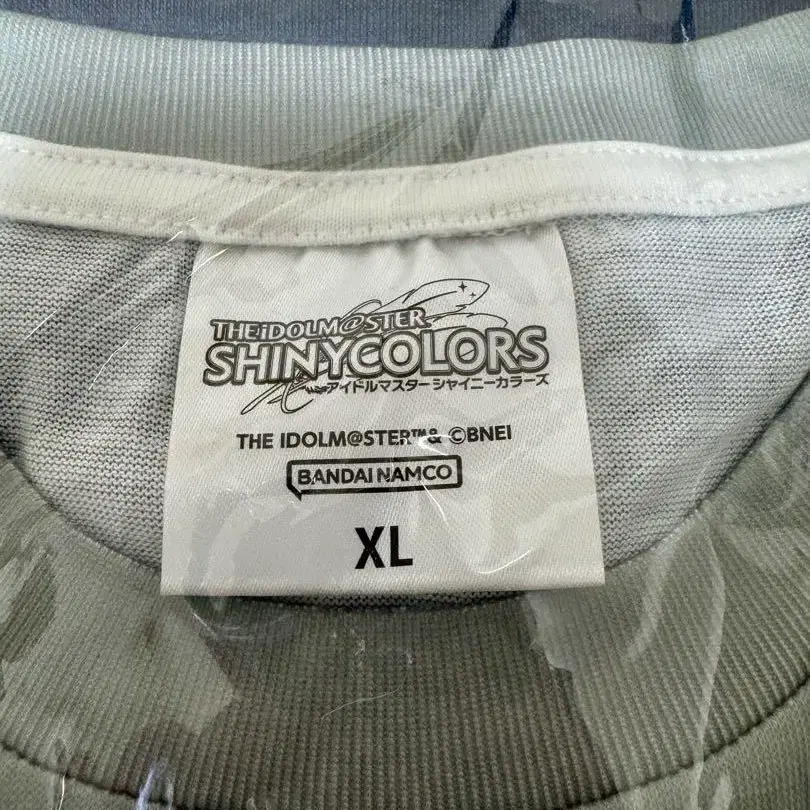 THE iDOLM@STER
SHINYCOLORS
アイドルマスター シャイニーカラーズ
THE IDOLM@STER™& ©BNEI
BANDAI NAMCO
XL